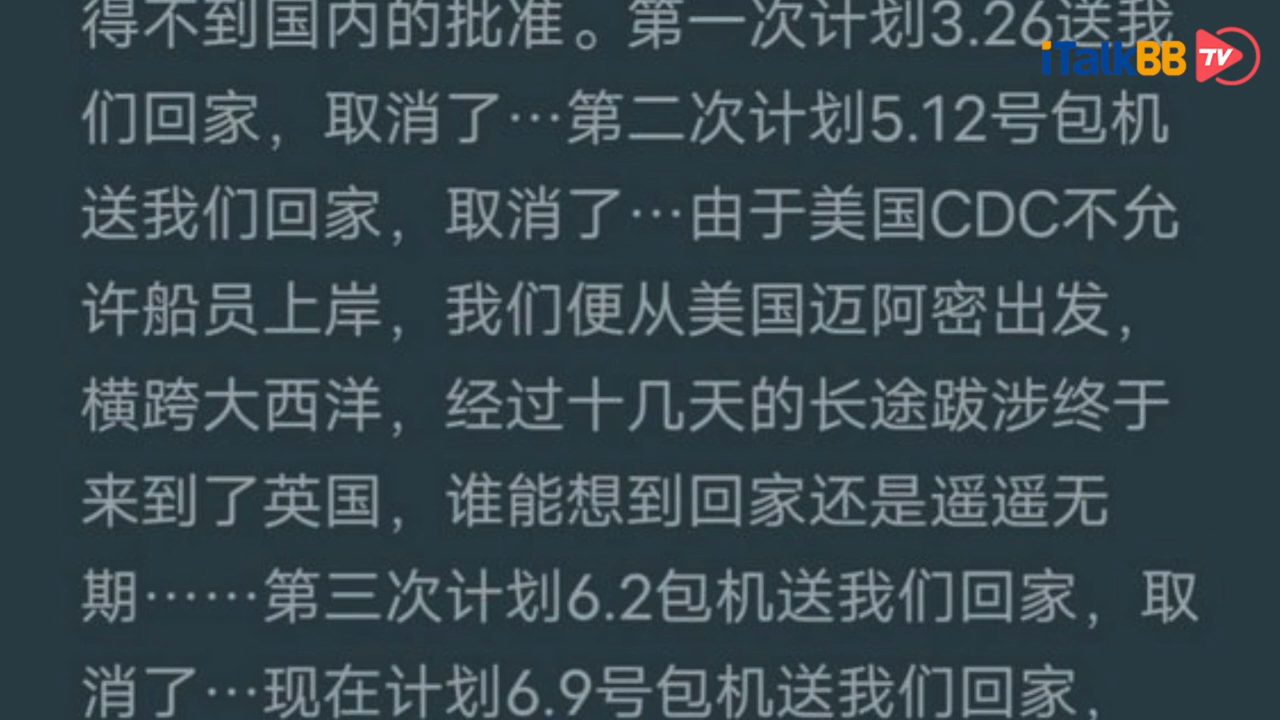 得不到国内的批准。第一次计划3.26送我
iTalkBB TV
们回家，取消了…第二次计划5.12号包机
送我们回家，取消了…由于美国CDC不允
许船员上岸，我们便从美国迈阿密出发，
横跨大西洋，经过十几天的长途跋涉终于
来到了英国，谁能想到回家还是遥遥无
期……第三次计划6.2包机送我们回家，取
消了…现在计划6.9号包机送我们回家，